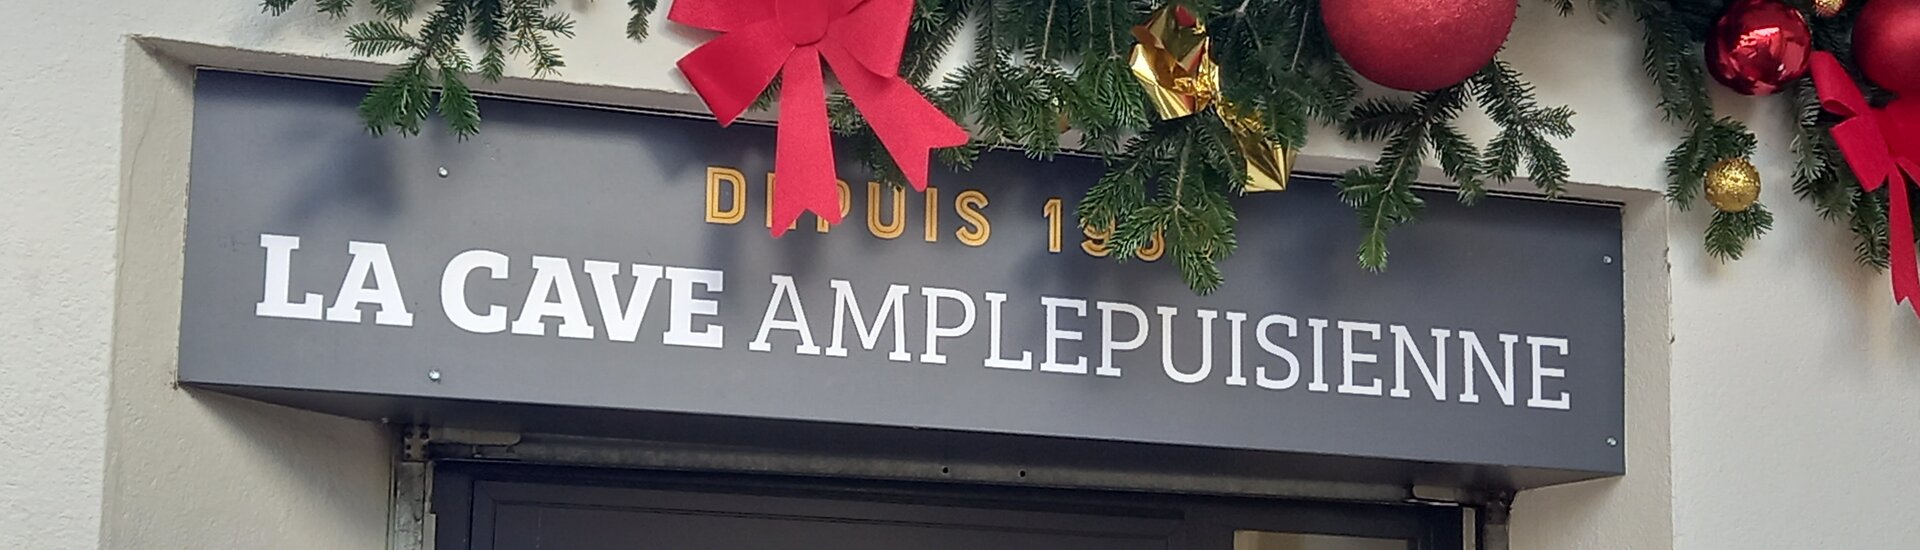 DEPUIS
LA CAVE AMPLEPUISIENNE